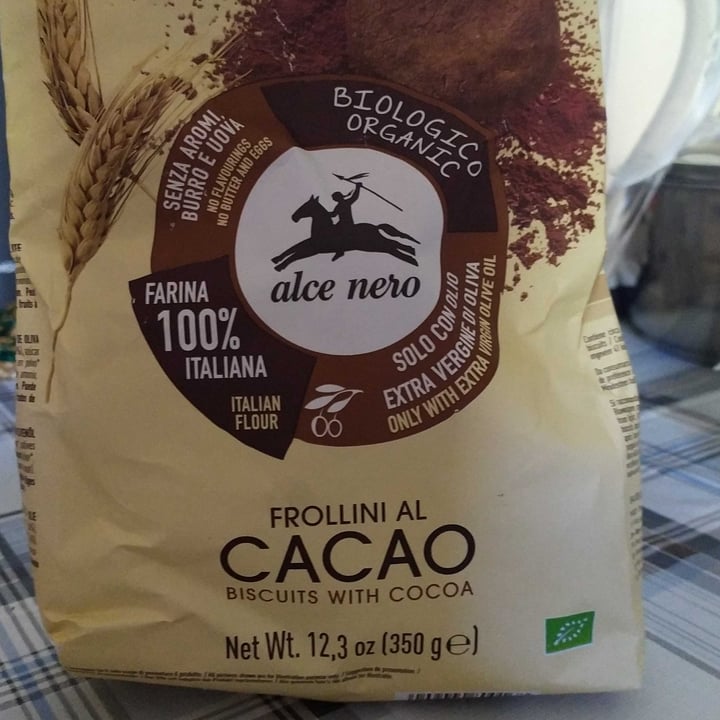 BIOLOGICO
ORGANIC
SENZA AROMI,
BURRO E UOVA
NO FLAVOURINGS
NO BUTTER AND EGGS
alce nero
FARINA
100%
ITALIANA
ITALIAN
FLOUR
SOLO CON OLIO
EXTRA VERGINE DI OLIVA
ONLY WITH EXTRA VIRGIN OLIVE OIL
FROLLINI AL
CACAO
BISCUITS WITH COCOA
Net Wt. 12,3 oz (350 g e)